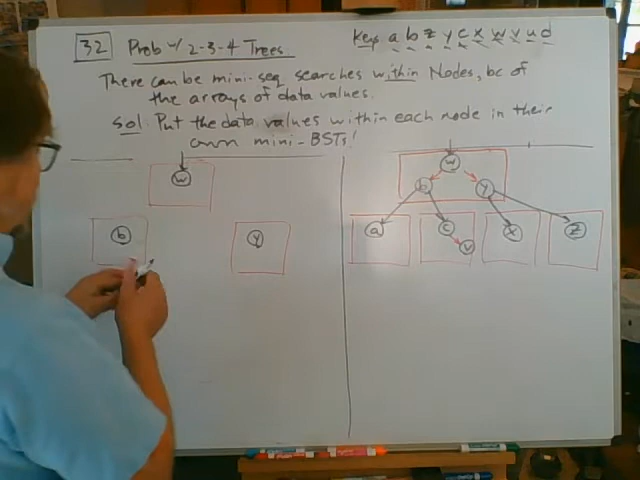 32 Prob w/ 2-3-4 Trees
Keys a b z y c x w v u d
There can be mini-seq searches within Nodes, bc of
the arrays of data values.
Sol: Put the data values within each node in their
own mini-BSTs!
w
b
y
w
b
y
a
c
v
x
z